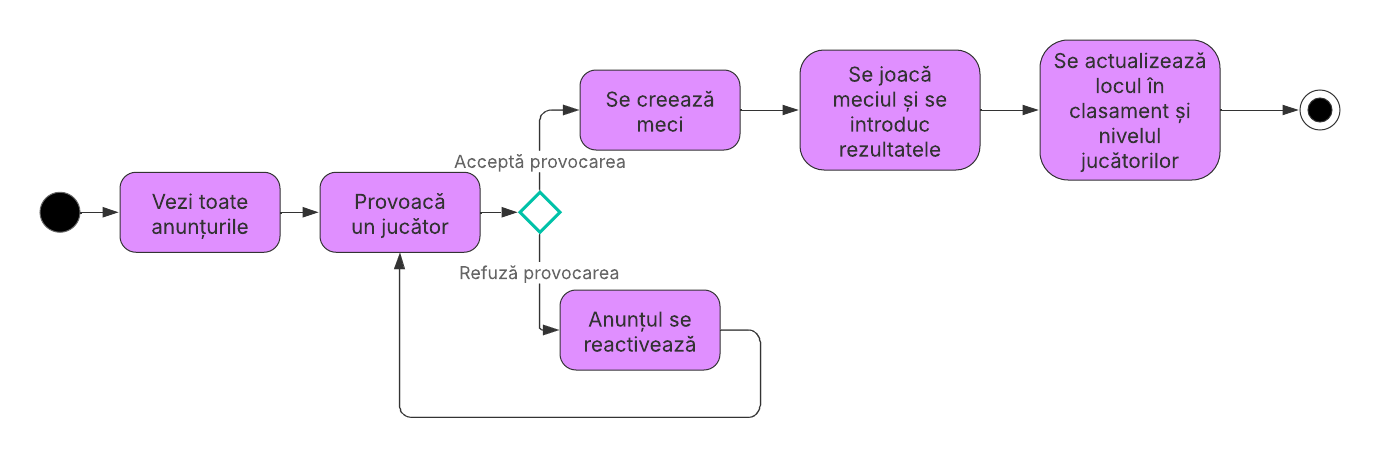 Vezi toate
anunțurile
Provoacă
un jucător
Acceptă provocarea
Se creează
meci
Se joacă
meciul și se
introduc
rezultatele
Se actualizează
locul în
clasament și
nivelul
jucătorilor
Refuză provocarea
Anunțul se
reactivează